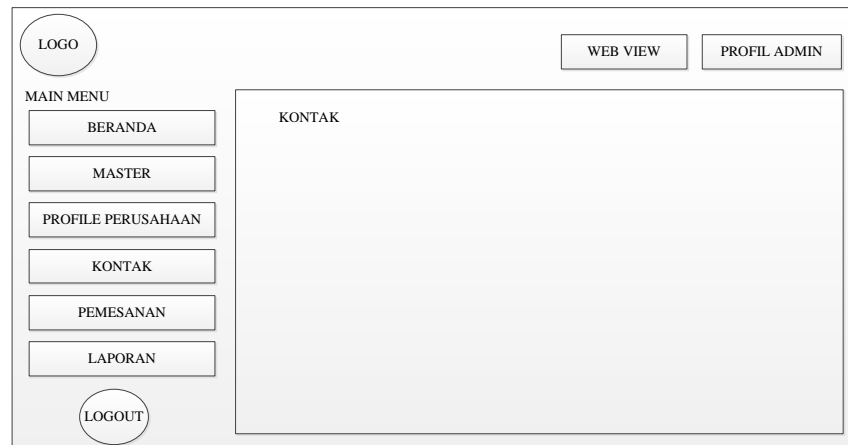 LOGO
WEB VIEW
PROFIL ADMIN
MAIN MENU
BERANDA
MASTER
PROFILE PERUSAHAAN
KONTAK
PEMESANAN
LAPORAN
LOGOUT
KONTAK